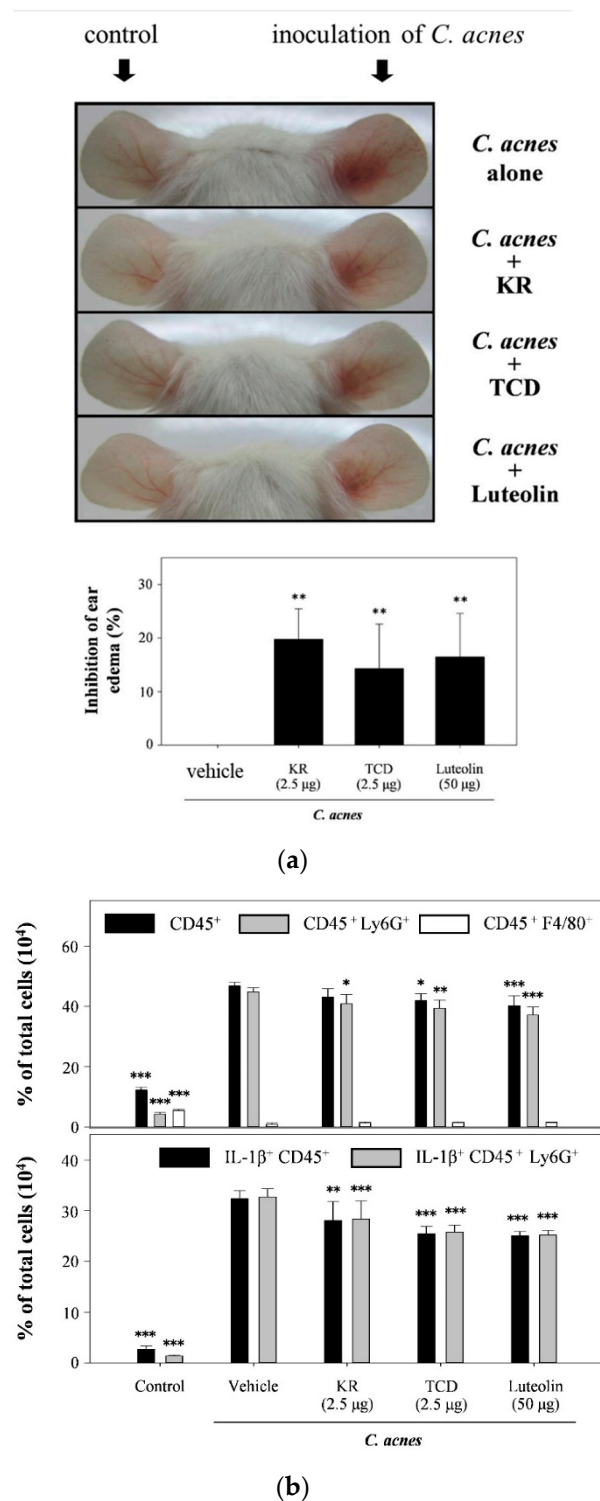 control inoculation of C. acnes
C. acnes
alone
C. acnes
+
KR
C. acnes
+
TCD
C. acnes
+
Luteolin
Inhibition of ear
edema (%)
30
20
10
0
** ** **
vehicle KR TCD Luteolin
(2.5 µg) (2.5 µg) (50 µg)
C. acnes
(a)
CD45+ CD45+ Ly6G+ CD45+ F4/80+
% of total cells (10⁴)
60
40
20
0
*** *** *** * * ** *** ***
IL-1β+ CD45+ IL-1β+ CD45+ Ly6G+
% of total cells (10⁴)
40
30
20
10
0
*** *** ** *** *** *** *** ***
Control Vehicle KR TCD Luteolin
(2.5 µg) (2.5 µg) (50 µg)
C. acnes
(b)